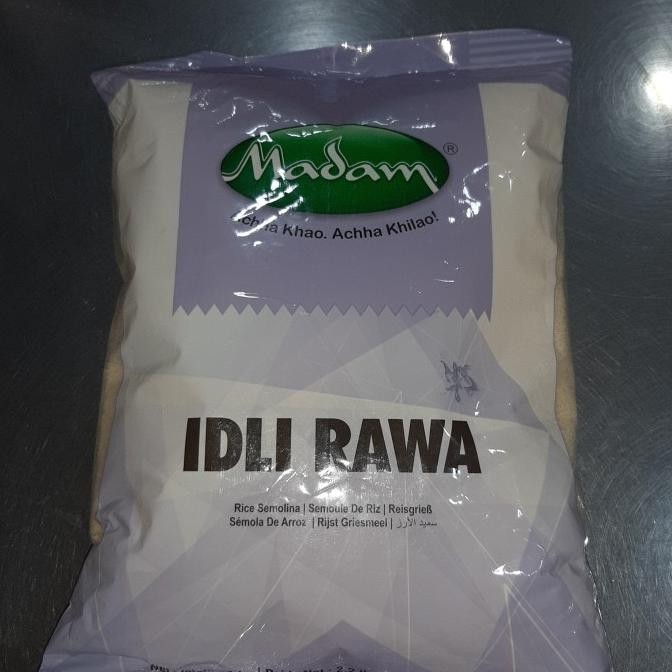 Madam ®
Achha Khao. Achha Khilao!
IDLI RAWA
Rice Semolina | Semoule De Riz | Reisgrieß
Sémola De Arroz | Rijst Griesmeel | سميد الأرز